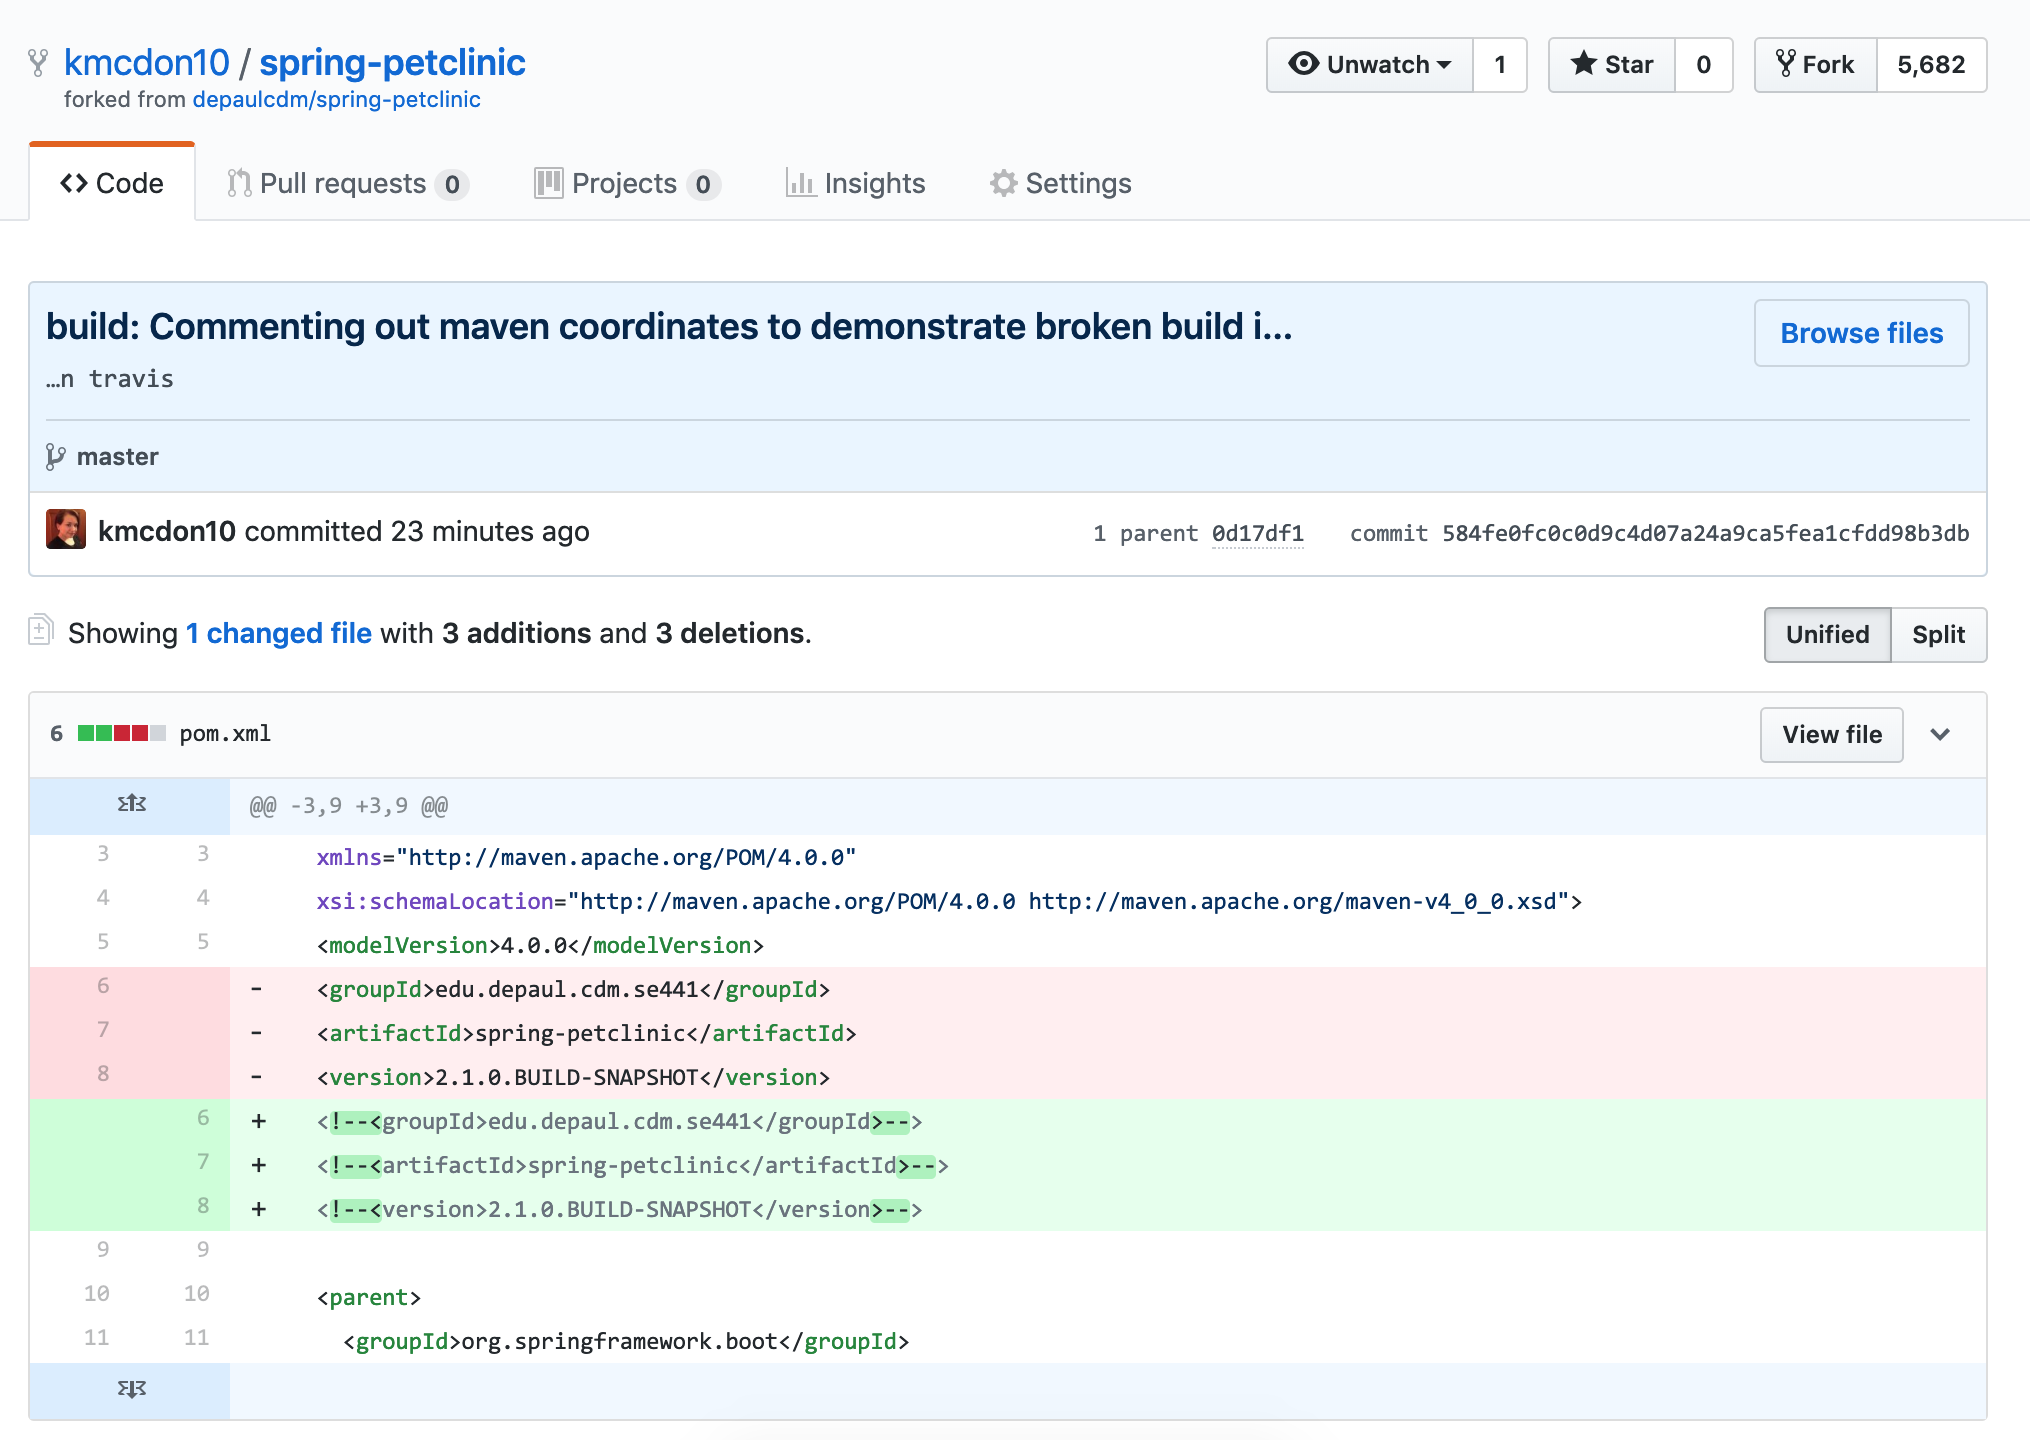 kmcdon10 / spring-petclinic
Unwatch 1 Star 0 Fork 5,682
forked from depaulcdm/spring-petclinic
Code Pull requests 0 Projects 0 Insights Settings
build: Commenting out maven coordinates to demonstrate broken build i...
Browse files
…n travis
master
kmcdon10 committed 23 minutes ago 1 parent 0d17df1 commit 584fe0fc0c0d9c4d07a24a9ca5fea1cfdd98b3db
Showing 1 changed file with 3 additions and 3 deletions.
Unified Split
6 pom.xml View file
@@ -3,9 +3,9 @@
3 3 xmlns="http://maven.apache.org/POM/4.0.0"
4 4 xsi:schemaLocation="http://maven.apache.org/POM/4.0.0 http://maven.apache.org/maven-v4_0_0.xsd">
5 5 <modelVersion>4.0.0</modelVersion>
6 - <groupId>edu.depaul.cdm.se441</groupId>
7 - <artifactId>spring-petclinic</artifactId>
8 - <version>2.1.0.BUILD-SNAPSHOT</version>
6 + <!--<groupId>edu.depaul.cdm.se441</groupId>-->
7 + <!--<artifactId>spring-petclinic</artifactId>-->
8 + <!--<version>2.1.0.BUILD-SNAPSHOT</version>-->
9 9
10 10 <parent>
11 11 <groupId>org.springframework.boot</groupId>